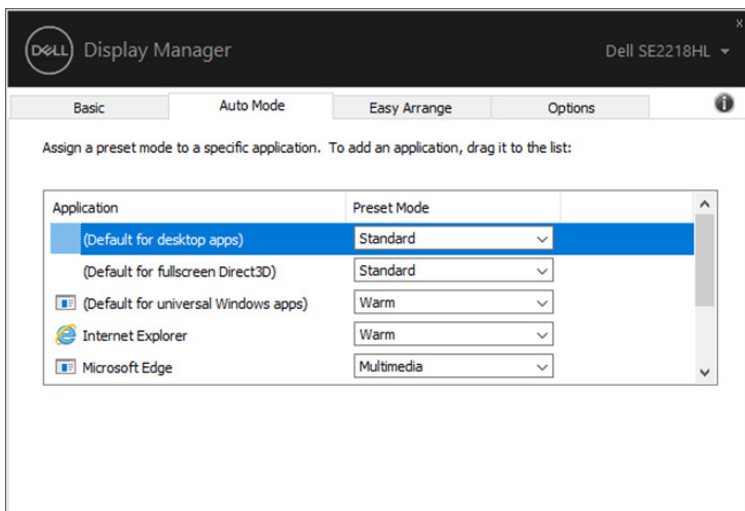 x
DELL Display Manager Dell SE2218HL
Basic Auto Mode Easy Arrange Options i
Assign a preset mode to a specific application. To add an application, drag it to the list:
Application Preset Mode
(Default for desktop apps) Standard
(Default for fullscreen Direct3D) Standard
(Default for universal Windows apps) Warm
Internet Explorer Warm
Microsoft Edge Multimedia